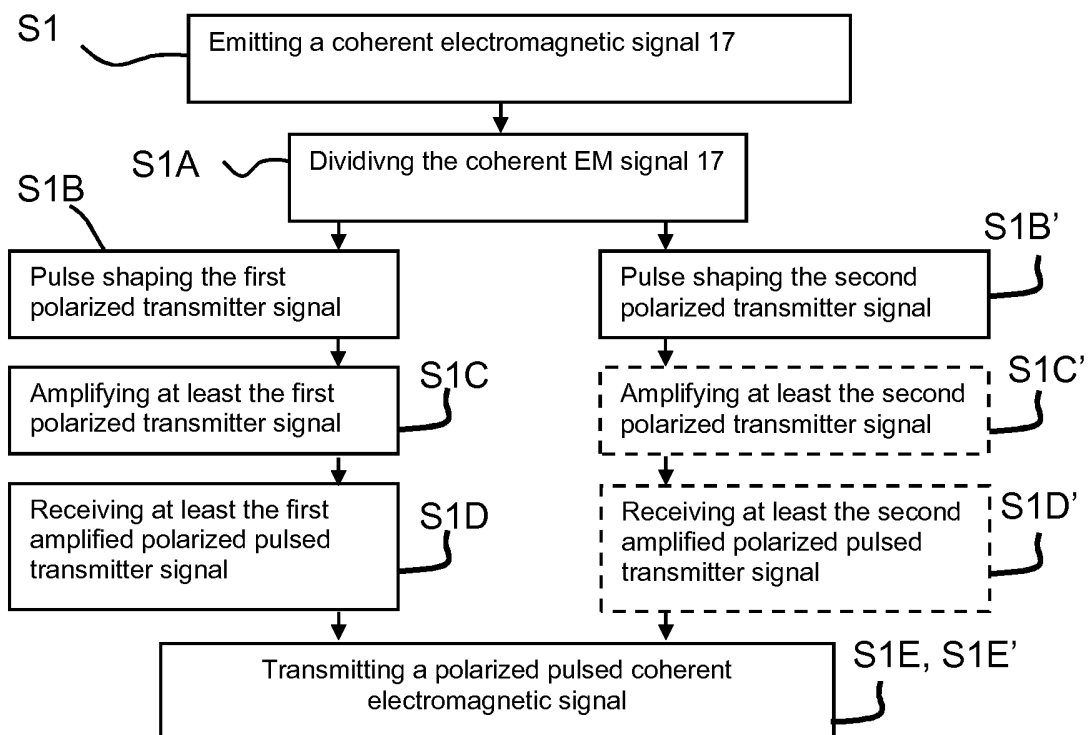 S1
Emitting a coherent electromagnetic signal 17
S1A
Dividivng the coherent EM signal 17
S1B
S1B’
Pulse shaping the first
polarized transmitter signal
Pulse shaping the second
polarized transmitter signal
S1C
S1C’
Amplifying at least the first
polarized transmitter signal
Amplifying at least the second
polarized transmitter signal
Receiving at least the first
amplified polarized pulsed
transmitter signal
S1D
Receiving at least the second
amplified polarized pulsed
transmitter signal
S1D’
Transmitting a polarized pulsed coherent
electromagnetic signal
S1E, S1E’